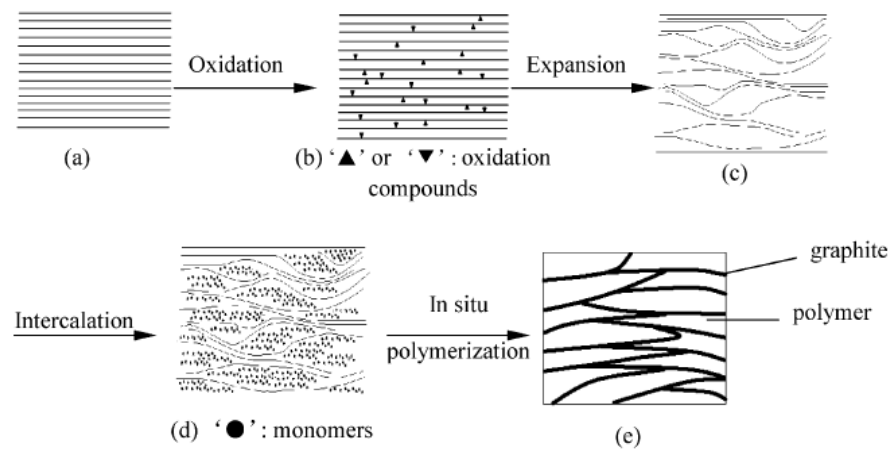 Oxidation
Expansion
(a)
(b) ‘▲’ or ‘▼’ : oxidation
compounds
(c)
graphite
Intercalation
In situ
polymerization
polymer
(d) ‘●’ : monomers
(e)